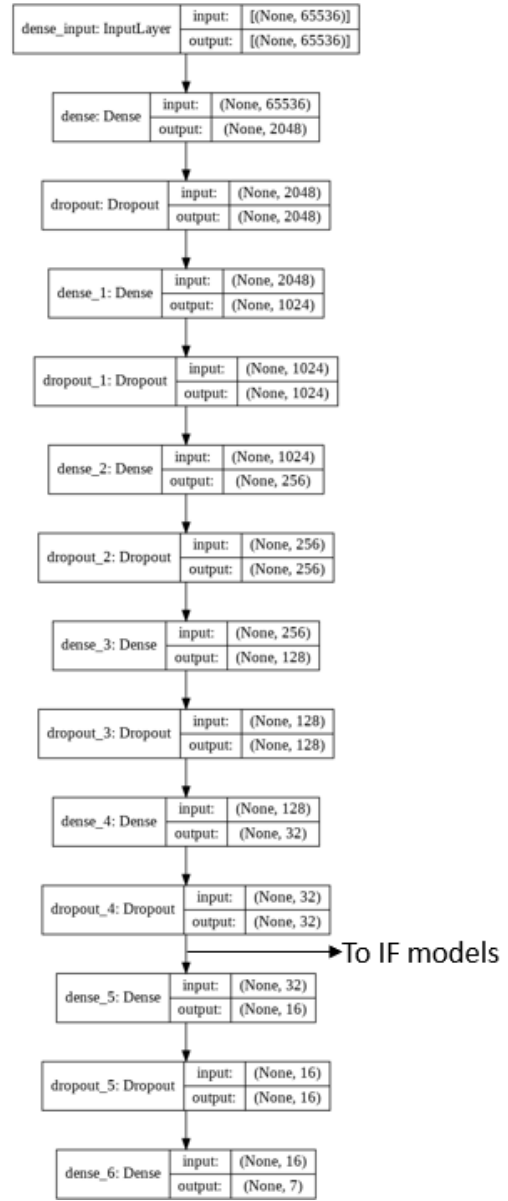 dense_input: InputLayer
input: [(None, 65536)]
output: [(None, 65536)]
dense: Dense
input: (None, 65536)
output: (None, 2048)
dropout: Dropout
input: (None, 2048)
output: (None, 2048)
dense_1: Dense
input: (None, 2048)
output: (None, 1024)
dropout_1: Dropout
input: (None, 1024)
output: (None, 1024)
dense_2: Dense
input: (None, 1024)
output: (None, 256)
dropout_2: Dropout
input: (None, 256)
output: (None, 256)
dense_3: Dense
input: (None, 256)
output: (None, 128)
dropout_3: Dropout
input: (None, 128)
output: (None, 128)
dense_4: Dense
input: (None, 128)
output: (None, 32)
dropout_4: Dropout
input: (None, 32)
output: (None, 32)
To IF models
dense_5: Dense
input: (None, 32)
output: (None, 16)
dropout_5: Dropout
input: (None, 16)
output: (None, 16)
dense_6: Dense
input: (None, 16)
output: (None, 7)